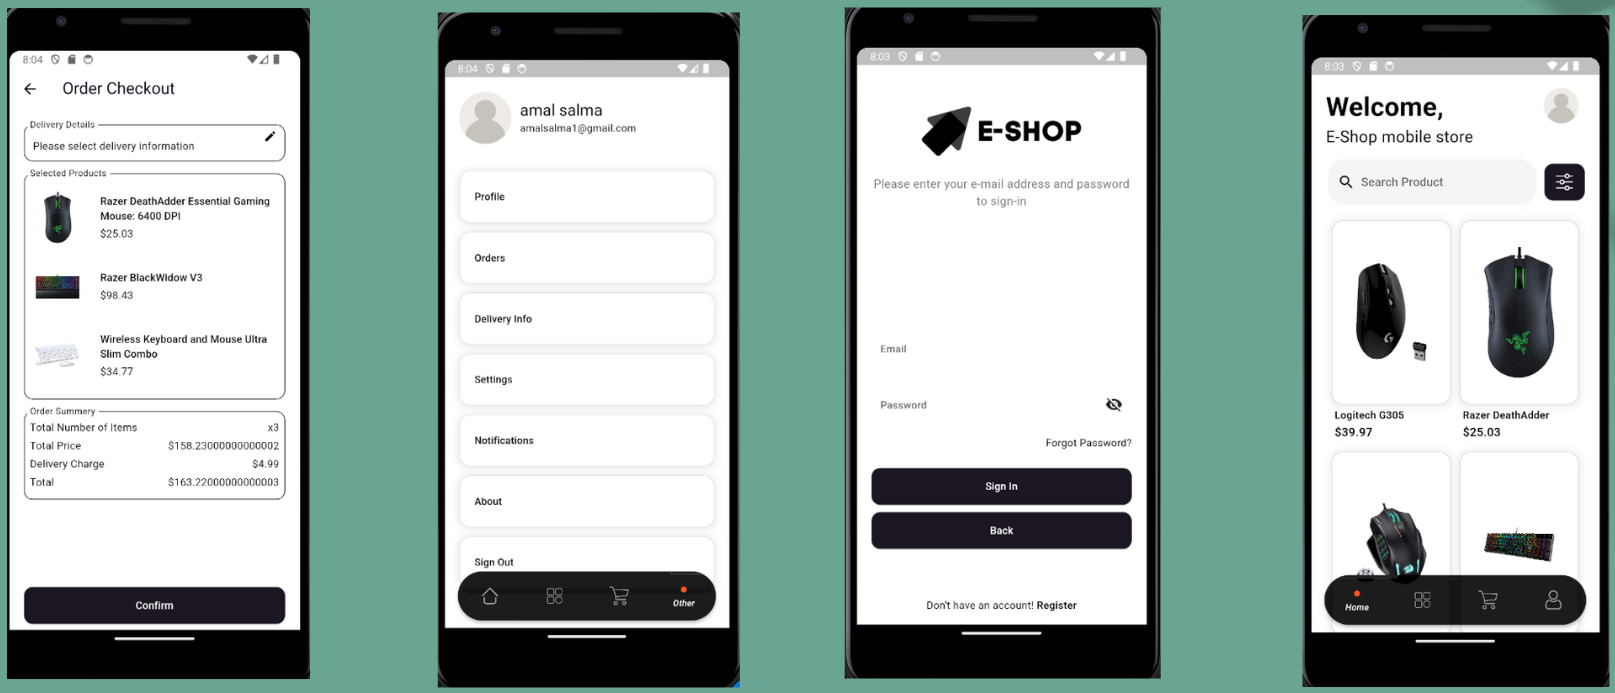 8:04
Order Checkout
Delivery Details
Please select delivery information
Selected Products
Razer DeathAdder Essential Gaming
Mouse: 6400 DPI
$25.03
Razer BlackWidow V3
$98.43
Wireless Keyboard and Mouse Ultra
Slim Combo
$34.77
Order Summary
Total Number of Items x3
Total Price $158.23000000000002
Delivery Charge $4.99
Total $163.22000000000003
Confirm
8:04
amal salma
amalsalma1@gmail.com
Profile
Orders
Delivery Info
Settings
Notifications
About
Sign Out
Other
8:03
E-SHOP
Please enter your e-mail address and password
to sign-in
Email
Password
Forgot Password?
Sign In
Back
Don't have an account! Register
8:03
Welcome,
E-Shop mobile store
Search Product
Logitech G305
$39.97
Razer DeathAdder
$25.03
Home